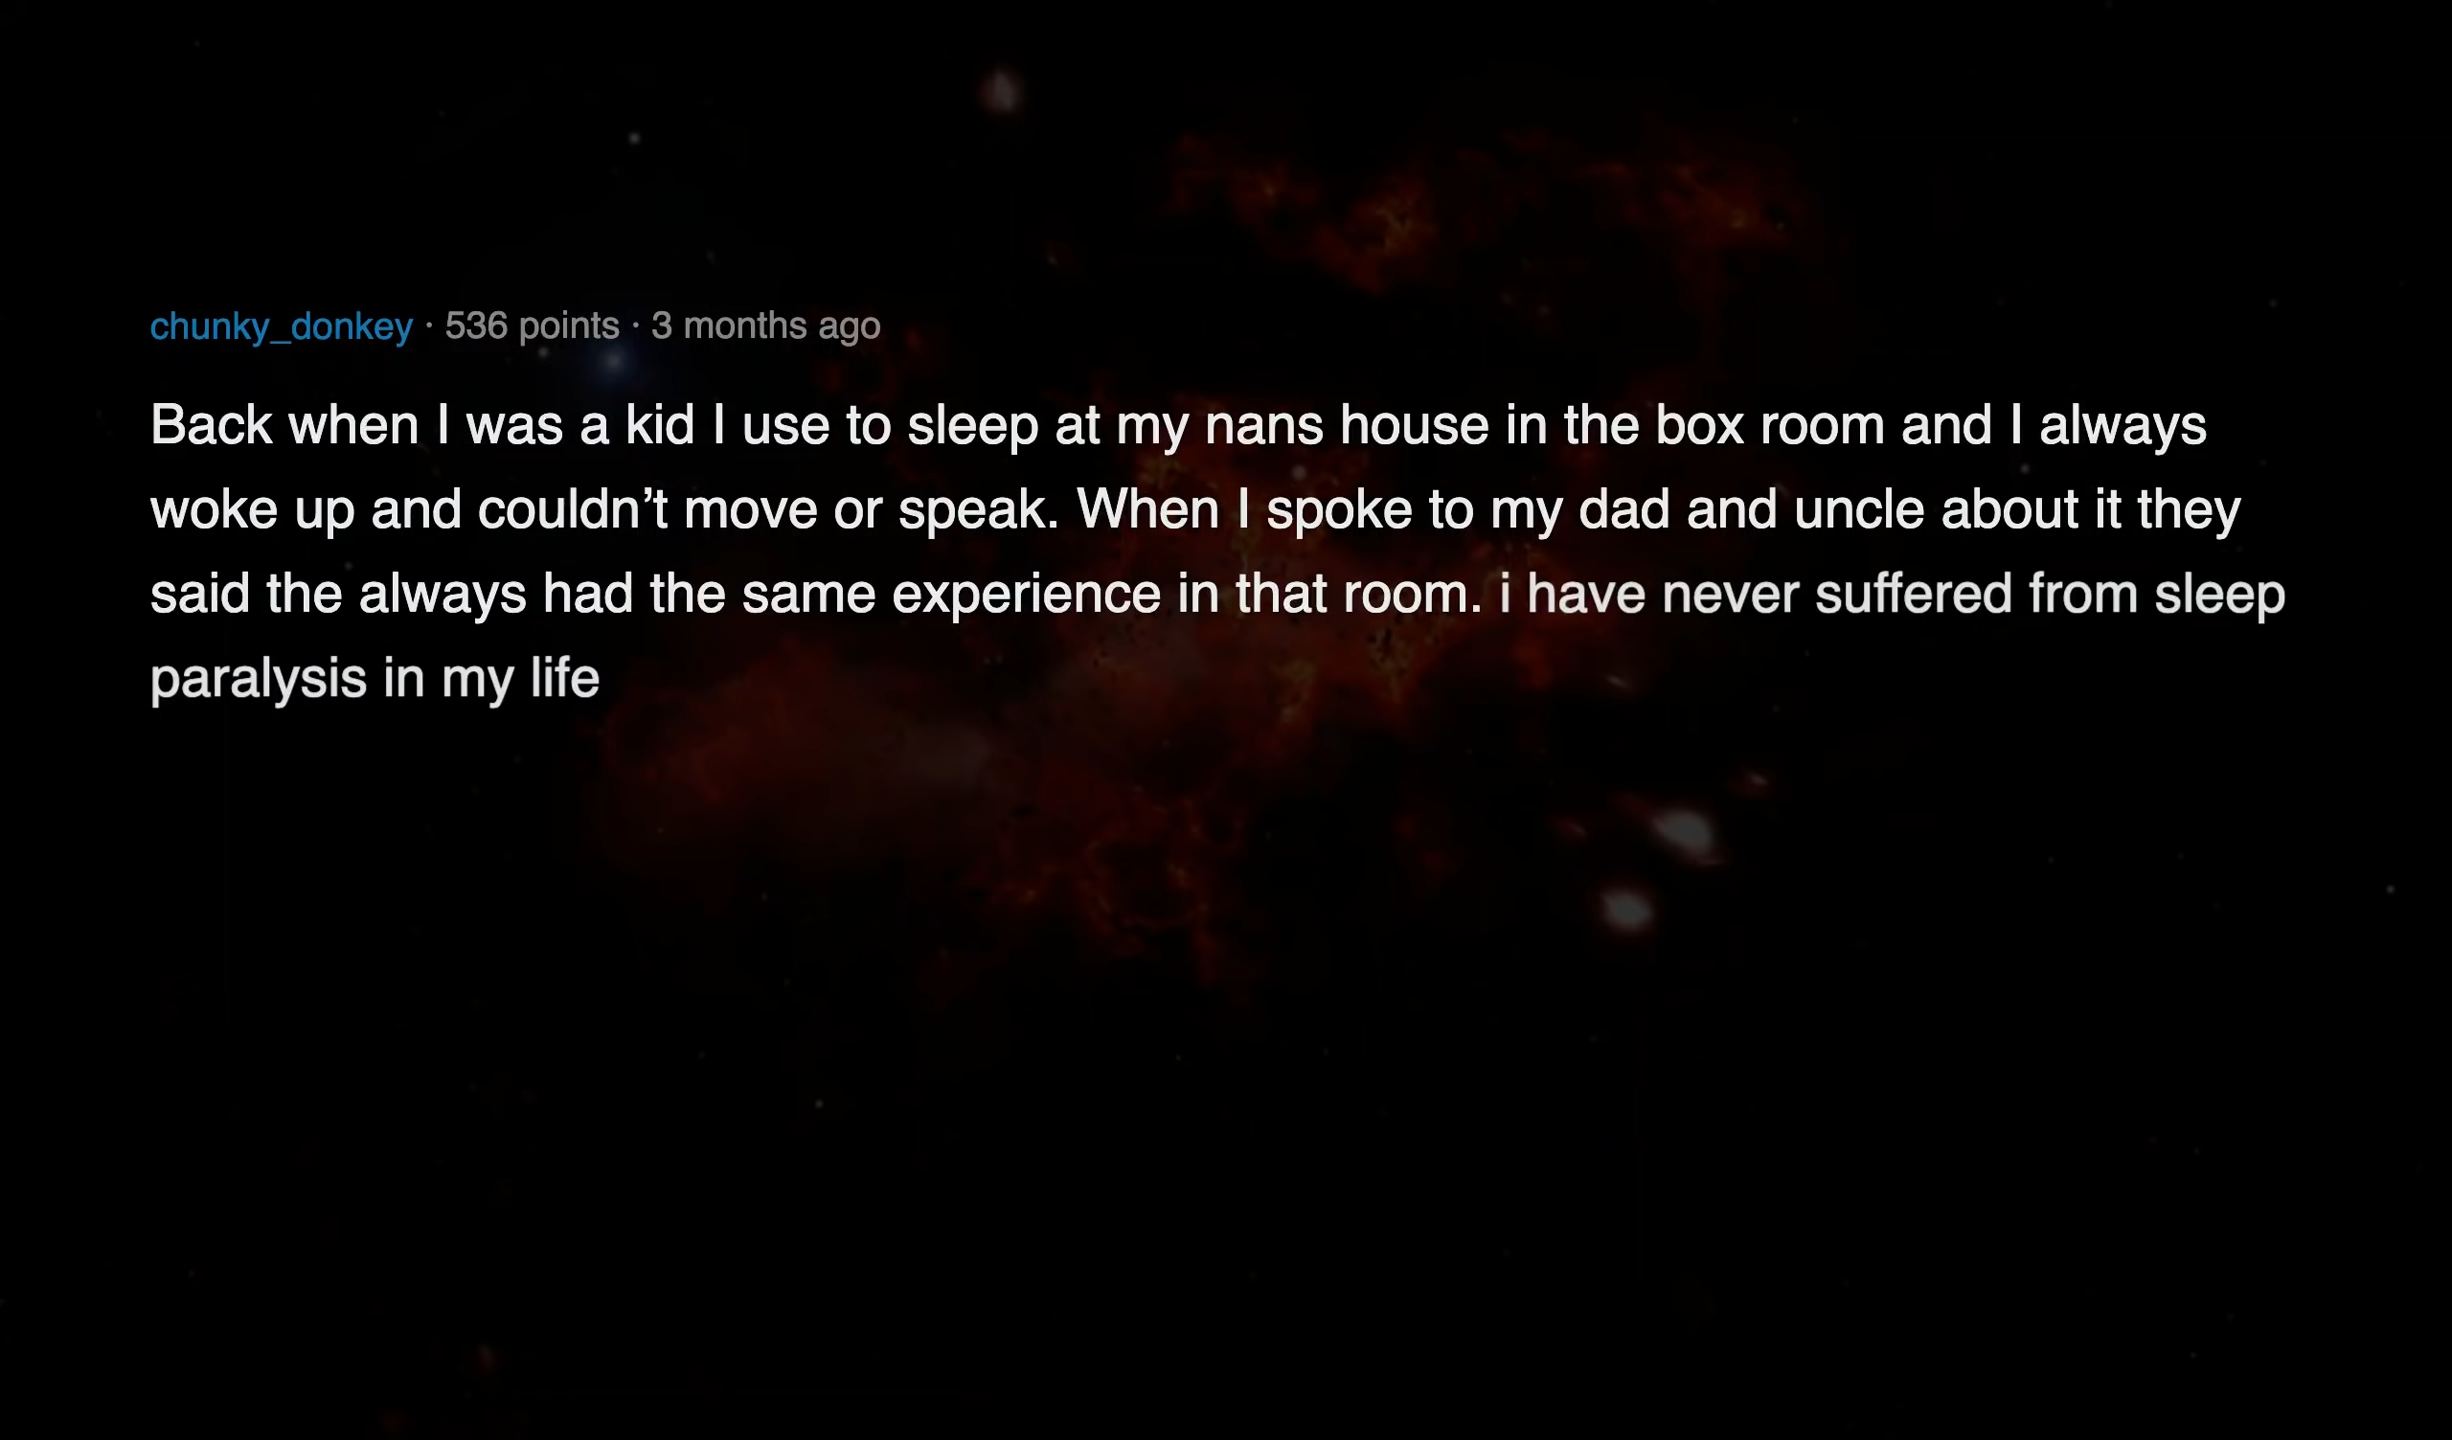 chunky_donkey · 536 points · 3 months ago
Back when I was a kid I use to sleep at my nans house in the box room and I always
woke up and couldn’t move or speak. When I spoke to my dad and uncle about it they
said the always had the same experience in that room. i have never suffered from sleep
paralysis in my life